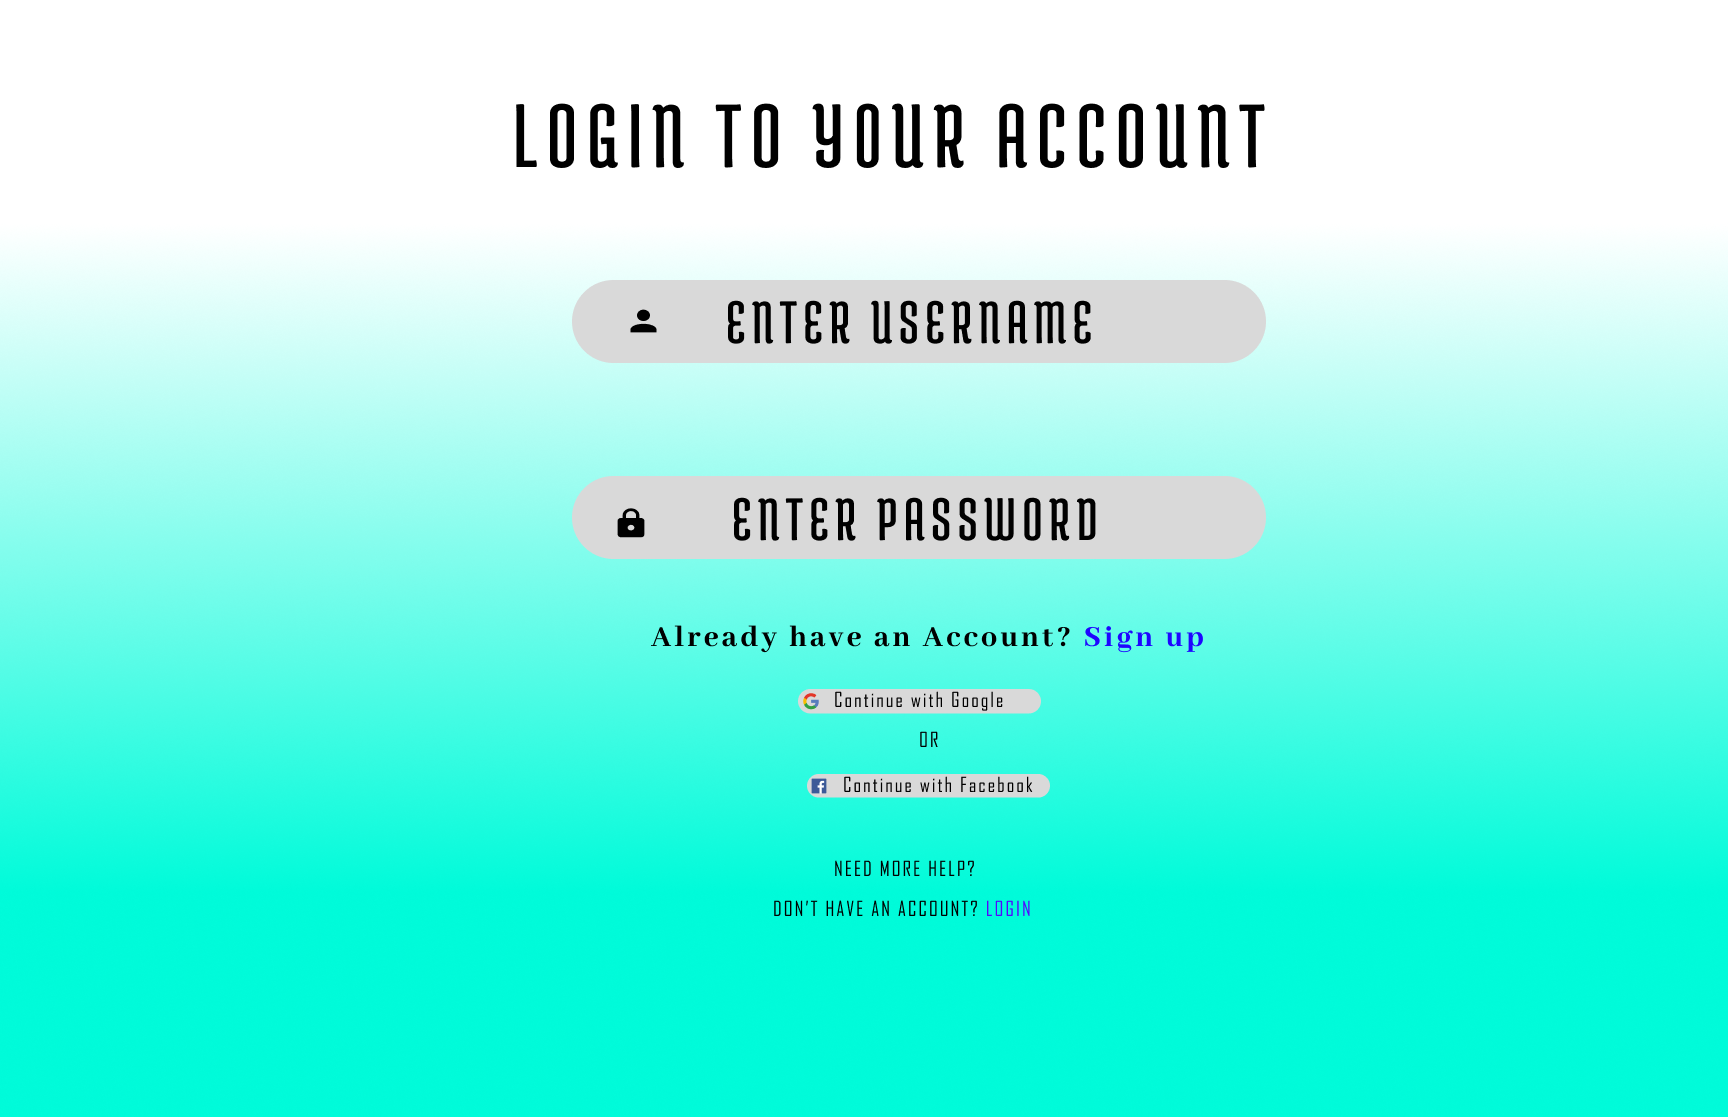 LOGIN TO YOUR ACCOUNT
ENTER USERNAME
ENTER PASSWORD
Already have an Account? Sign up
Continue with Google
OR
Continue with Facebook
NEED MORE HELP?
DON'T HAVE AN ACCOUNT? LOGIN